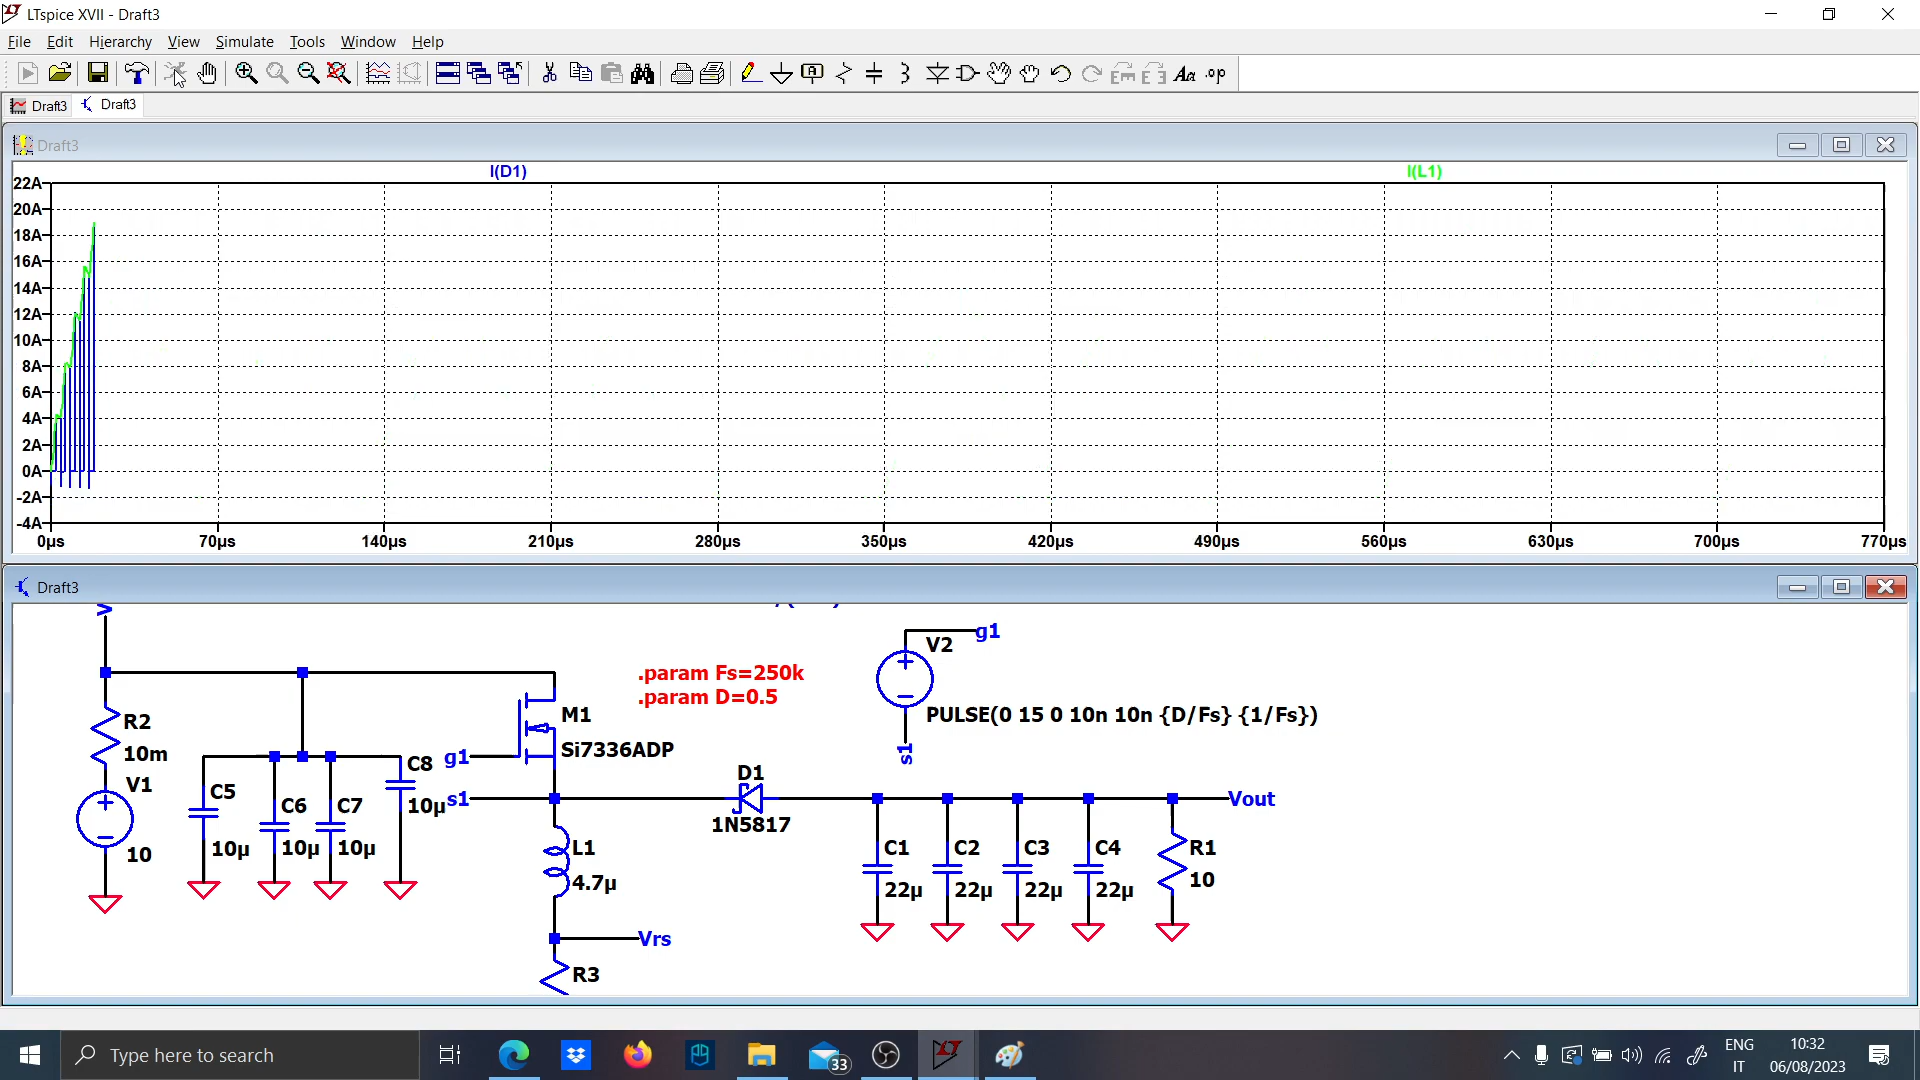 LTspice XVII - Draft3
File Edit Hierarchy View Simulate Tools Window Help
Aa .op
Draft3 Draft3
Draft3
I(D1) I(L1)
22A
20A
18A
16A
14A
12A
10A
8A
6A
4A
2A
0A
-2A
-4A
0µs 70µs 140µs 210µs 280µs 350µs 420µs 490µs 560µs 630µs 700µs 770µs
Draft3
g1
V2
.param Fs=250k
.param D=0.5
PULSE(0 15 0 10n 10n {D/Fs} {1/Fs})
s1
R2
10m
V1
10
C5
10µ
C6
10µ
C7
10µ
C8
10µ
g1
s1
M1
Si7336ADP
D1
1N5817
L1
4.7µ
Vrs
R3
C1
22µ
C2
22µ
C3
22µ
C4
22µ
R1
10
Vout
Type here to search
33
ENG
IT
10:32
06/08/2023